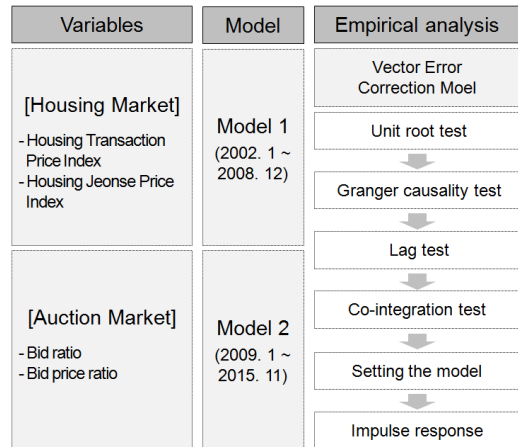 Variables
[Housing Market]
- Housing Transaction
Price Index
- Housing Jeonse Price
Index
[Auction Market]
- Bid ratio
- Bid price ratio
Model
Model 1
(2002. 1 ~
2008. 12)
Model 2
(2009. 1 ~
2015. 11)
Empirical analysis
Vector Error
Correction Moel
Unit root test
Granger causality test
Lag test
Co-integration test
Setting the model
Impulse response